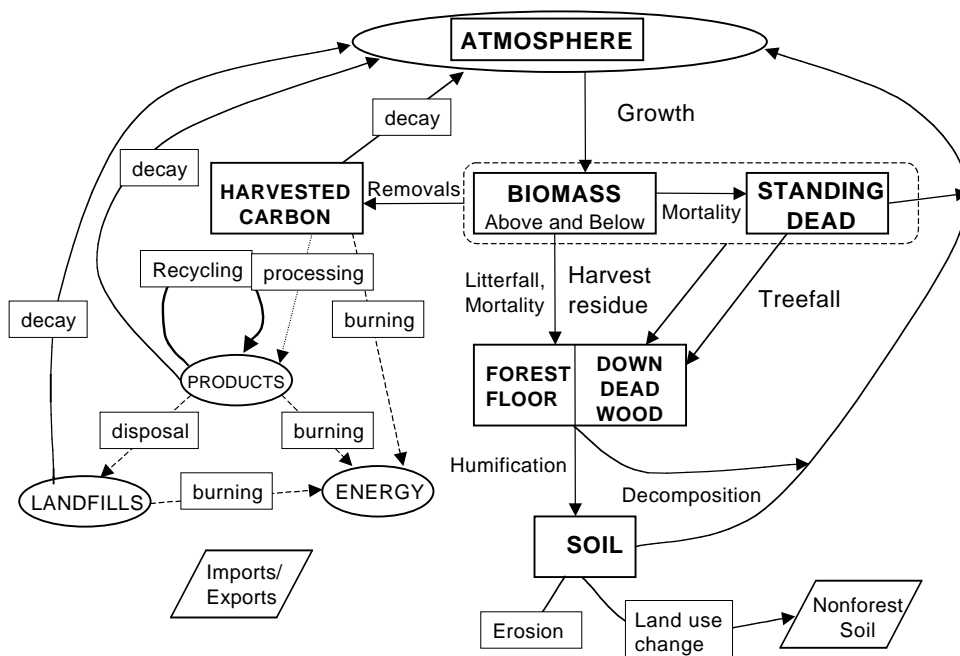 ATMOSPHERE
Growth
decay
decay
HARVESTED
CARBON
Removals
BIOMASS
Above and Below
Mortality
STANDING
DEAD
Recycling
processing
Litterfall,
Mortality
Harvest
residue
Treefall
decay
burning
PRODUCTS
FOREST
FLOOR
DOWN
DEAD
WOOD
disposal
burning
Humification
Decomposition
LANDFILLS
burning
ENERGY
SOIL
Imports/
Exports
Erosion
Land use
change
Nonforest
Soil